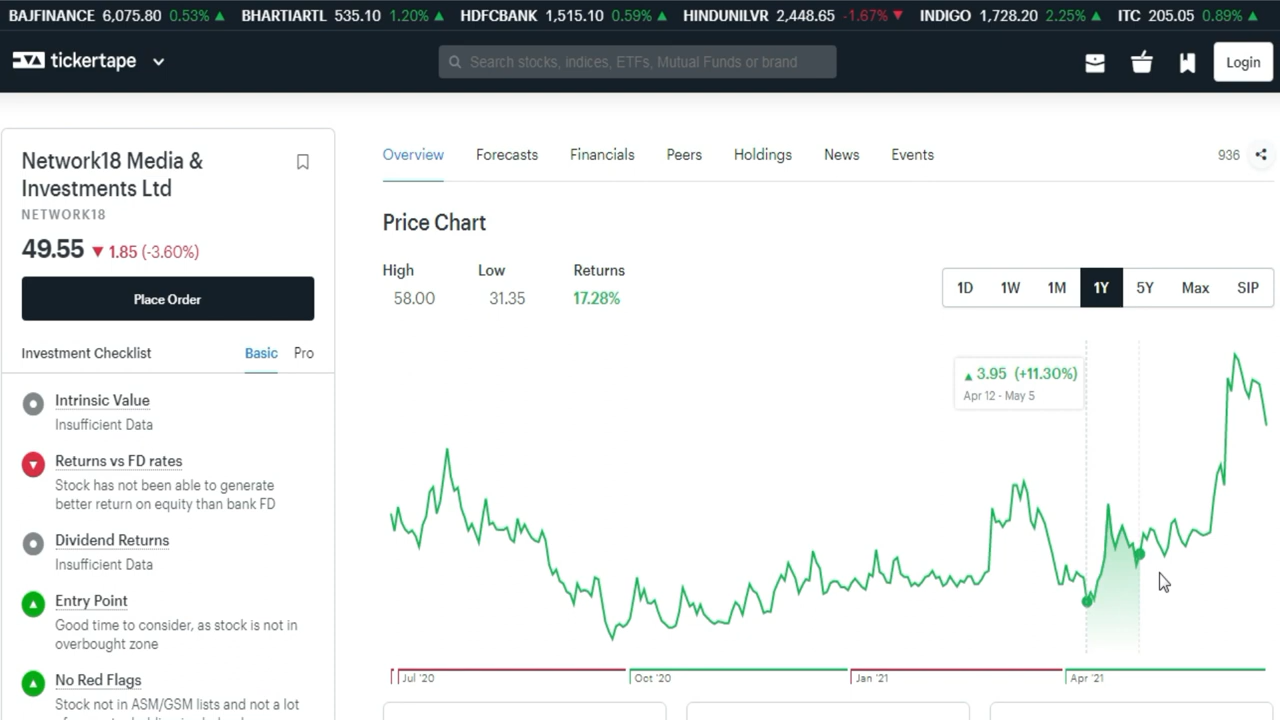 BAJFINANCE 6,075.80 0.53% ▲ BHARTIARTL 535.10 1.20% ▲ HDFCBANK 1,515.10 0.59% ▲ HINDUNILVR 2,448.65 -1.67% ▼ INDIGO 1,728.20 2.25% ▲ ITC 205.05 0.89% ▲
tickertape
Search stocks, indices, ETFs, Mutual Funds or brand
Login
Network18 Media &
Investments Ltd
NETWORK18
49.55 ▼ 1.85 (-3.60%)
Place Order
Investment Checklist Basic Pro
Intrinsic Value
Insufficient Data
Returns vs FD rates
Stock has not been able to generate
better return on equity than bank FD
Dividend Returns
Insufficient Data
Entry Point
Good time to consider, as stock is not in
overbought zone
No Red Flags
Stock not in ASM/GSM lists and not a lot
Overview Forecasts Financials Peers Holdings News Events
936
Price Chart
High Low Returns
58.00 31.35 17.28%
1D 1W 1M 1Y 5Y Max SIP
▲ 3.95 (+11.30%)
Apr 12 - May 5
Jul '20 Oct '20 Jan '21 Apr '21